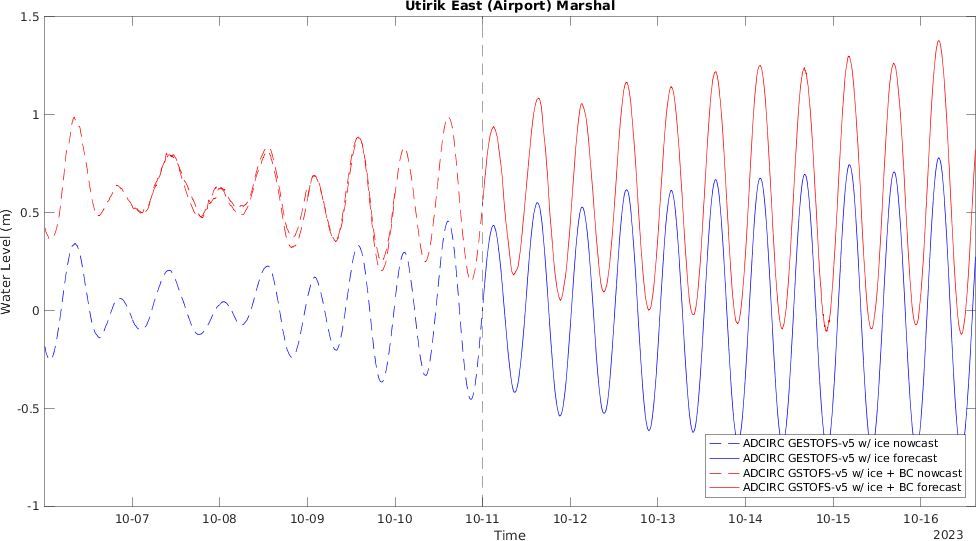 Utirik East (Airport) Marshal
1.5
1
0.5
0
-0.5
-1
Water Level (m)
10-07 10-08 10-09 10-10 10-11 10-12 10-13 10-14 10-15 10-16
Time
2023
ADCIRC GESTOFS-v5 w/ ice nowcast
ADCIRC GESTOFS-v5 w/ ice forecast
ADCIRC GSTOFS-v5 w/ ice + BC nowcast
ADCIRC GSTOFS-v5 w/ ice + BC forecast